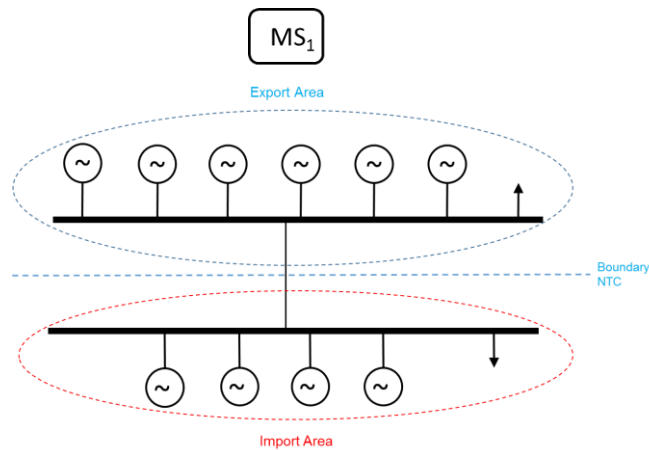 MS₁
Export Area
~ ~ ~ ~ ~ ~
Boundary
NTC
~ ~ ~ ~
Import Area